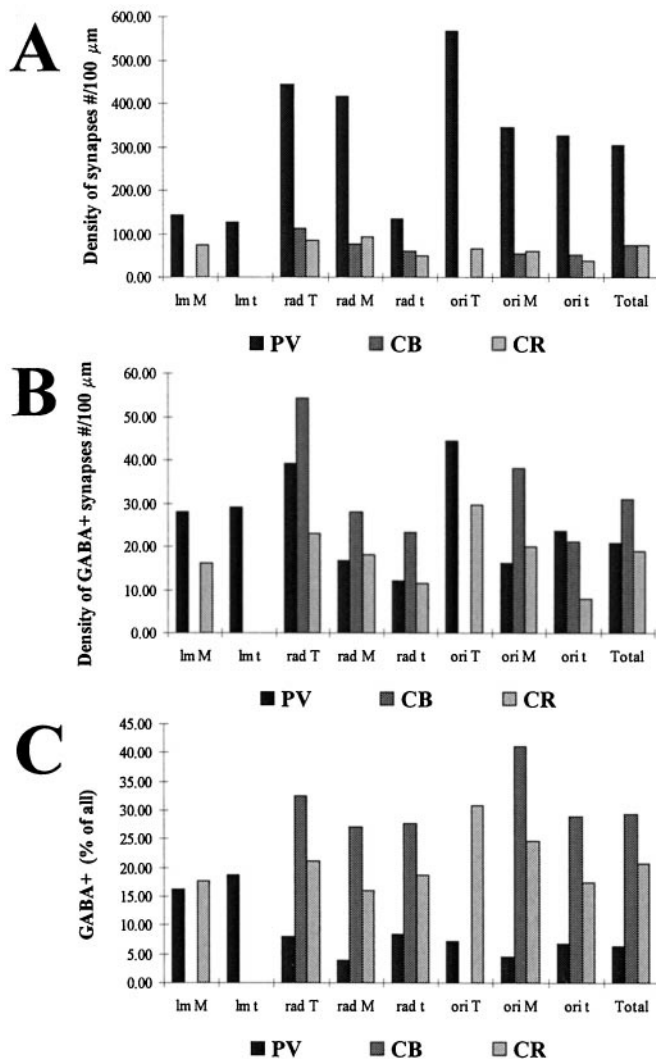 A
Density of synapses #/100 µm
600.00
500.00
400.00
300.00
200.00
100.00
0.00
lm M lm t rad T rad M rad t ori T ori M ori t Total
PV CB CR
B
Density of GABA+ synapses #/100 µm
60.00
50.00
40.00
30.00
20.00
10.00
0.00
lm M lm t rad T rad M rad t ori T ori M ori t Total
PV CB CR
C
GABA+ (% of all)
45.00
40.00
35.00
30.00
25.00
20.00
15.00
10.00
5.00
0.00
lm M lm t rad T rad M rad t ori T ori M ori t Total
PV CB CR